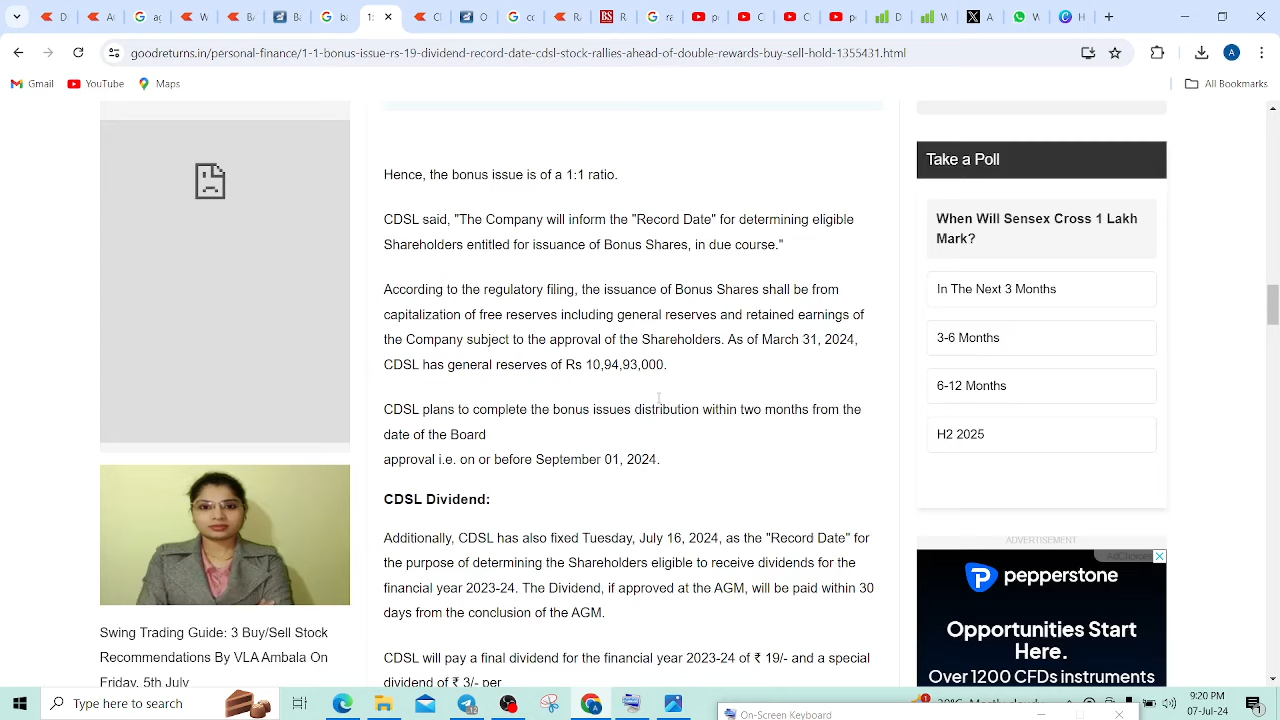 goodreturns.in/personal-finance/1-1-bonus-issue-rs-19-dividend-record-date-cdsl-stock-rallies-ahead-of-double-rewards-buy-sell-hold-1355431.html
Gmail
YouTube
Maps
All Bookmarks
Hence, the bonus issue is of a 1:1 ratio.
CDSL said, "The Company will inform the "Record Date" for determining eligible
Shareholders entitled for issuance of Bonus Shares, in due course."
According to the regulatory filing, the issuance of Bonus Shares shall be from
capitalization of free reserves including general reserves and retained earnings of
the Company subject to the approval of the Shareholders. As of March 31, 2024,
CDSL has general reserves of Rs 10,94,93,000.
CDSL plans to complete the bonus issues distribution within two months from the
date of the Board
approval i.e. on or before September 01, 2024.
CDSL Dividend:
Additionally, CDSL has also fixed Tuesday, July 16, 2024, as the "Record Date" for
the purpose of determining the Shareholders eligible to receive dividends for the
financial year 2023-24. The Dividend, if approved at the AGM, will be paid within 30
days from the conclusion of the AGM.
CDSL will pay a final dividend for the financial year 2023-24 of ₹ 19/- and a special
dividend of ₹ 3/- per
Swing Trading Guide: 3 Buy/Sell Stock
Recommendations By VLA Ambala On
Friday, 5th July
Take a Poll
When Will Sensex Cross 1 Lakh
Mark?
In The Next 3 Months
3-6 Months
6-12 Months
H2 2025
ADVERTISEMENT
AdChoices
pepperstone
Opportunities Start
Here.
Over 1200 CFDs instruments
Type here to search
9:20 PM
07-Jul-24
On-Screen Keyboard